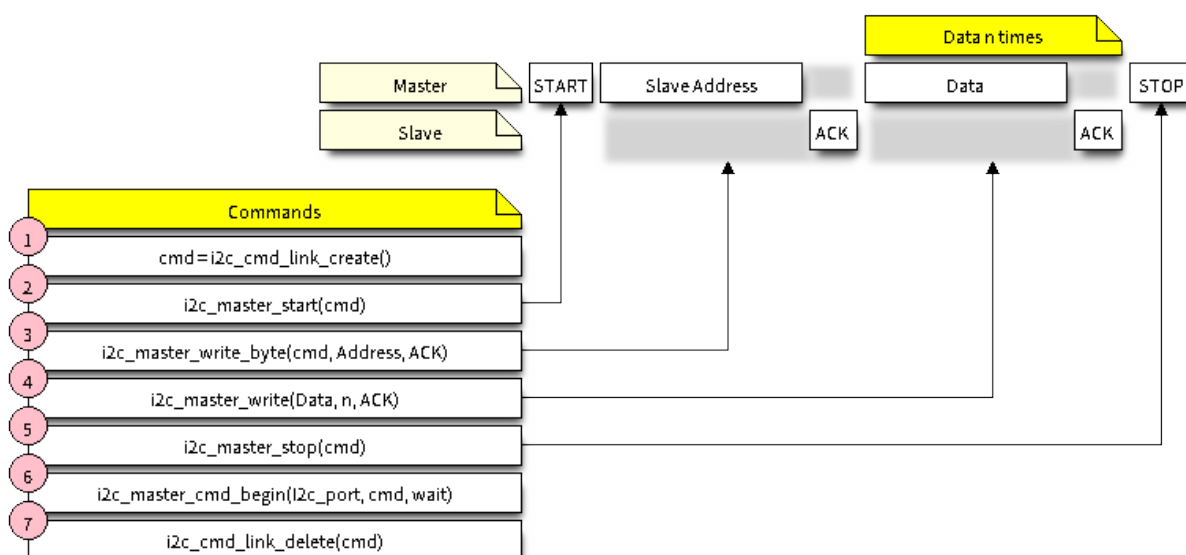 Data n times
Master
START
Slave Address
Data
STOP
Slave
ACK
ACK
Commands
1
cmd=i2c_cmd_link_create()
2
i2c_master_start(cmd)
3
i2c_master_write_byte(cmd, Address, ACK)
4
i2c_master_write(Data, n, ACK)
5
i2c_master_stop(cmd)
6
i2c_master_cmd_begin(I2c_port, cmd, wait)
7
i2c_cmd_link_delete(cmd)